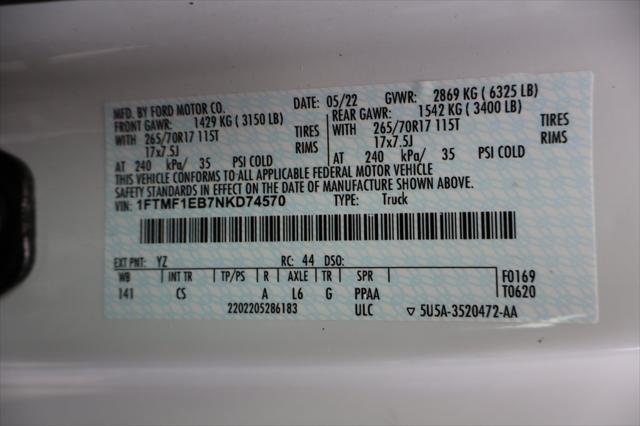 MFD. BY FORD MOTOR CO. DATE: 05/22 GVWR: 2869 KG ( 6325 LB)
FRONT GAWR: 1429 KG ( 3150 LB) REAR GAWR: 1542 KG ( 3400 LB)
WITH 265/70R17 115T TIRES WITH 265/70R17 115T TIRES
17x7.5J RIMS 17x7.5J RIMS
AT 240 kPa/ 35 PSI COLD AT 240 kPa/ 35 PSI COLD
THIS VEHICLE CONFORMS TO ALL APPLICABLE FEDERAL MOTOR VEHICLE
SAFETY STANDARDS IN EFFECT ON THE DATE OF MANUFACTURE SHOWN ABOVE.
VIN: 1FTMF1EB7NKD74570 TYPE: Truck
EXT PNT: YZ RC: 44 DSO:
WB INT TR TP/PS R AXLE TR SPR F0169
141 CS A L6 G PPAA T0620
2202205286183 ULC ▽ 5U5A-3520472-AA